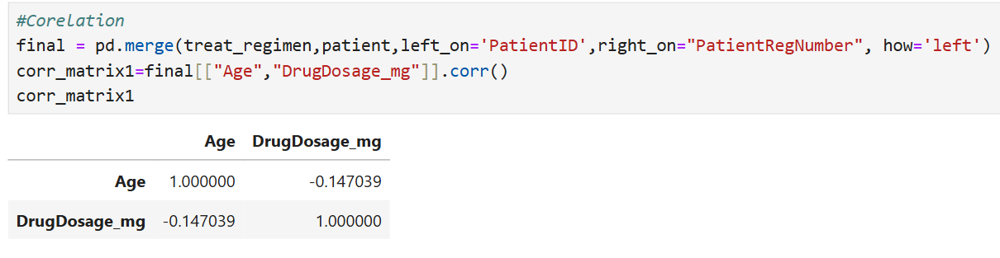 #Corelation
final = pd.merge(treat_regimen,patient,left_on='PatientID',right_on="PatientRegNumber", how='left')
corr_matrix1=final[["Age","DrugDosage_mg"]].corr()
corr_matrix1
Age DrugDosage_mg
Age 1.000000 -0.147039
DrugDosage_mg -0.147039 1.000000